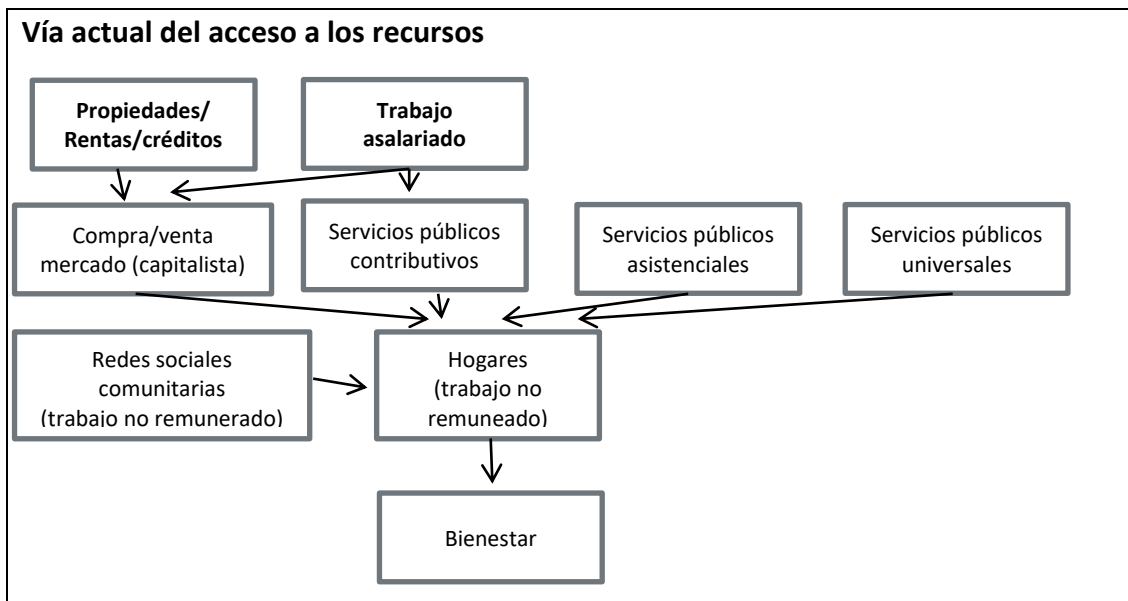 Vía actual del acceso a los recursos
Propiedades/
Rentas/créditos
Trabajo
asalariado
Compra/venta
mercado (capitalista)
Servicios públicos
contributivos
Servicios públicos
asistenciales
Servicios públicos
universales
Redes sociales
comunitarias
(trabajo no remunerado)
Hogares
(trabajo no
remuneado)
Bienestar